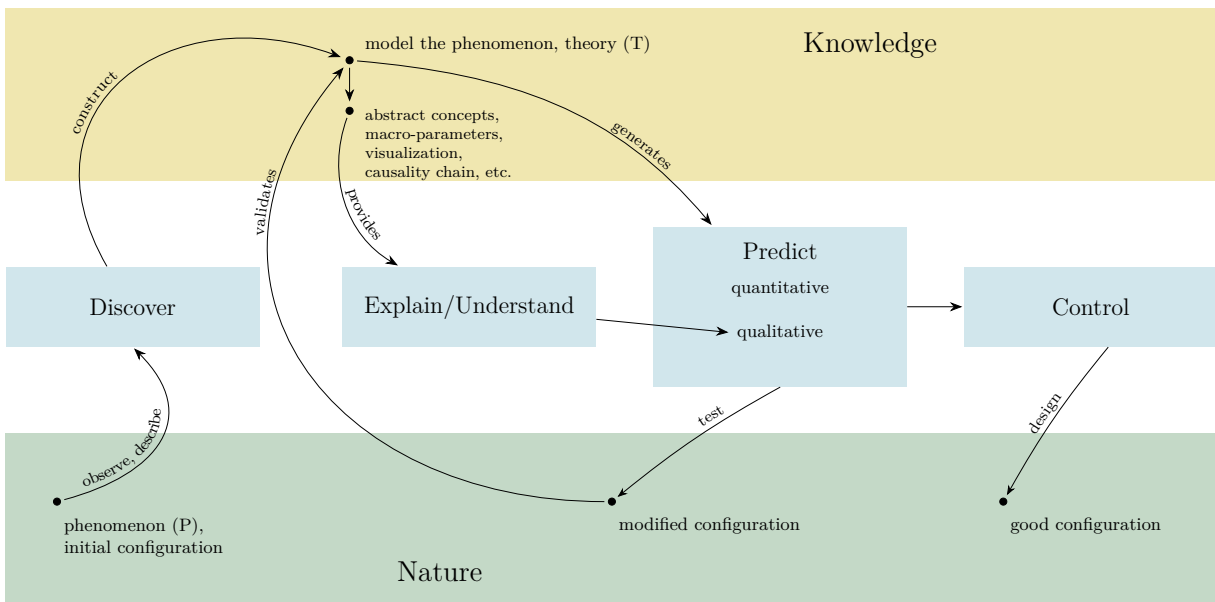 Knowledge
model the phenomenon, theory (T)
construct
abstract concepts,
macro-parameters,
visualization,
causality chain, etc.
generates
validates
provides
Discover
Explain/Understand
Predict
quantitative
qualitative
Control
observe, describe
test
design
phenomenon (P),
initial configuration
modified configuration
good configuration
Nature